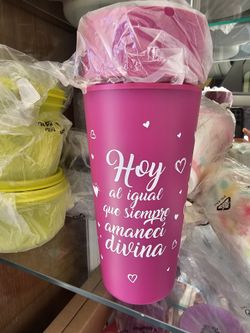 Hoy
al igual
que siempre
amanecí
divina